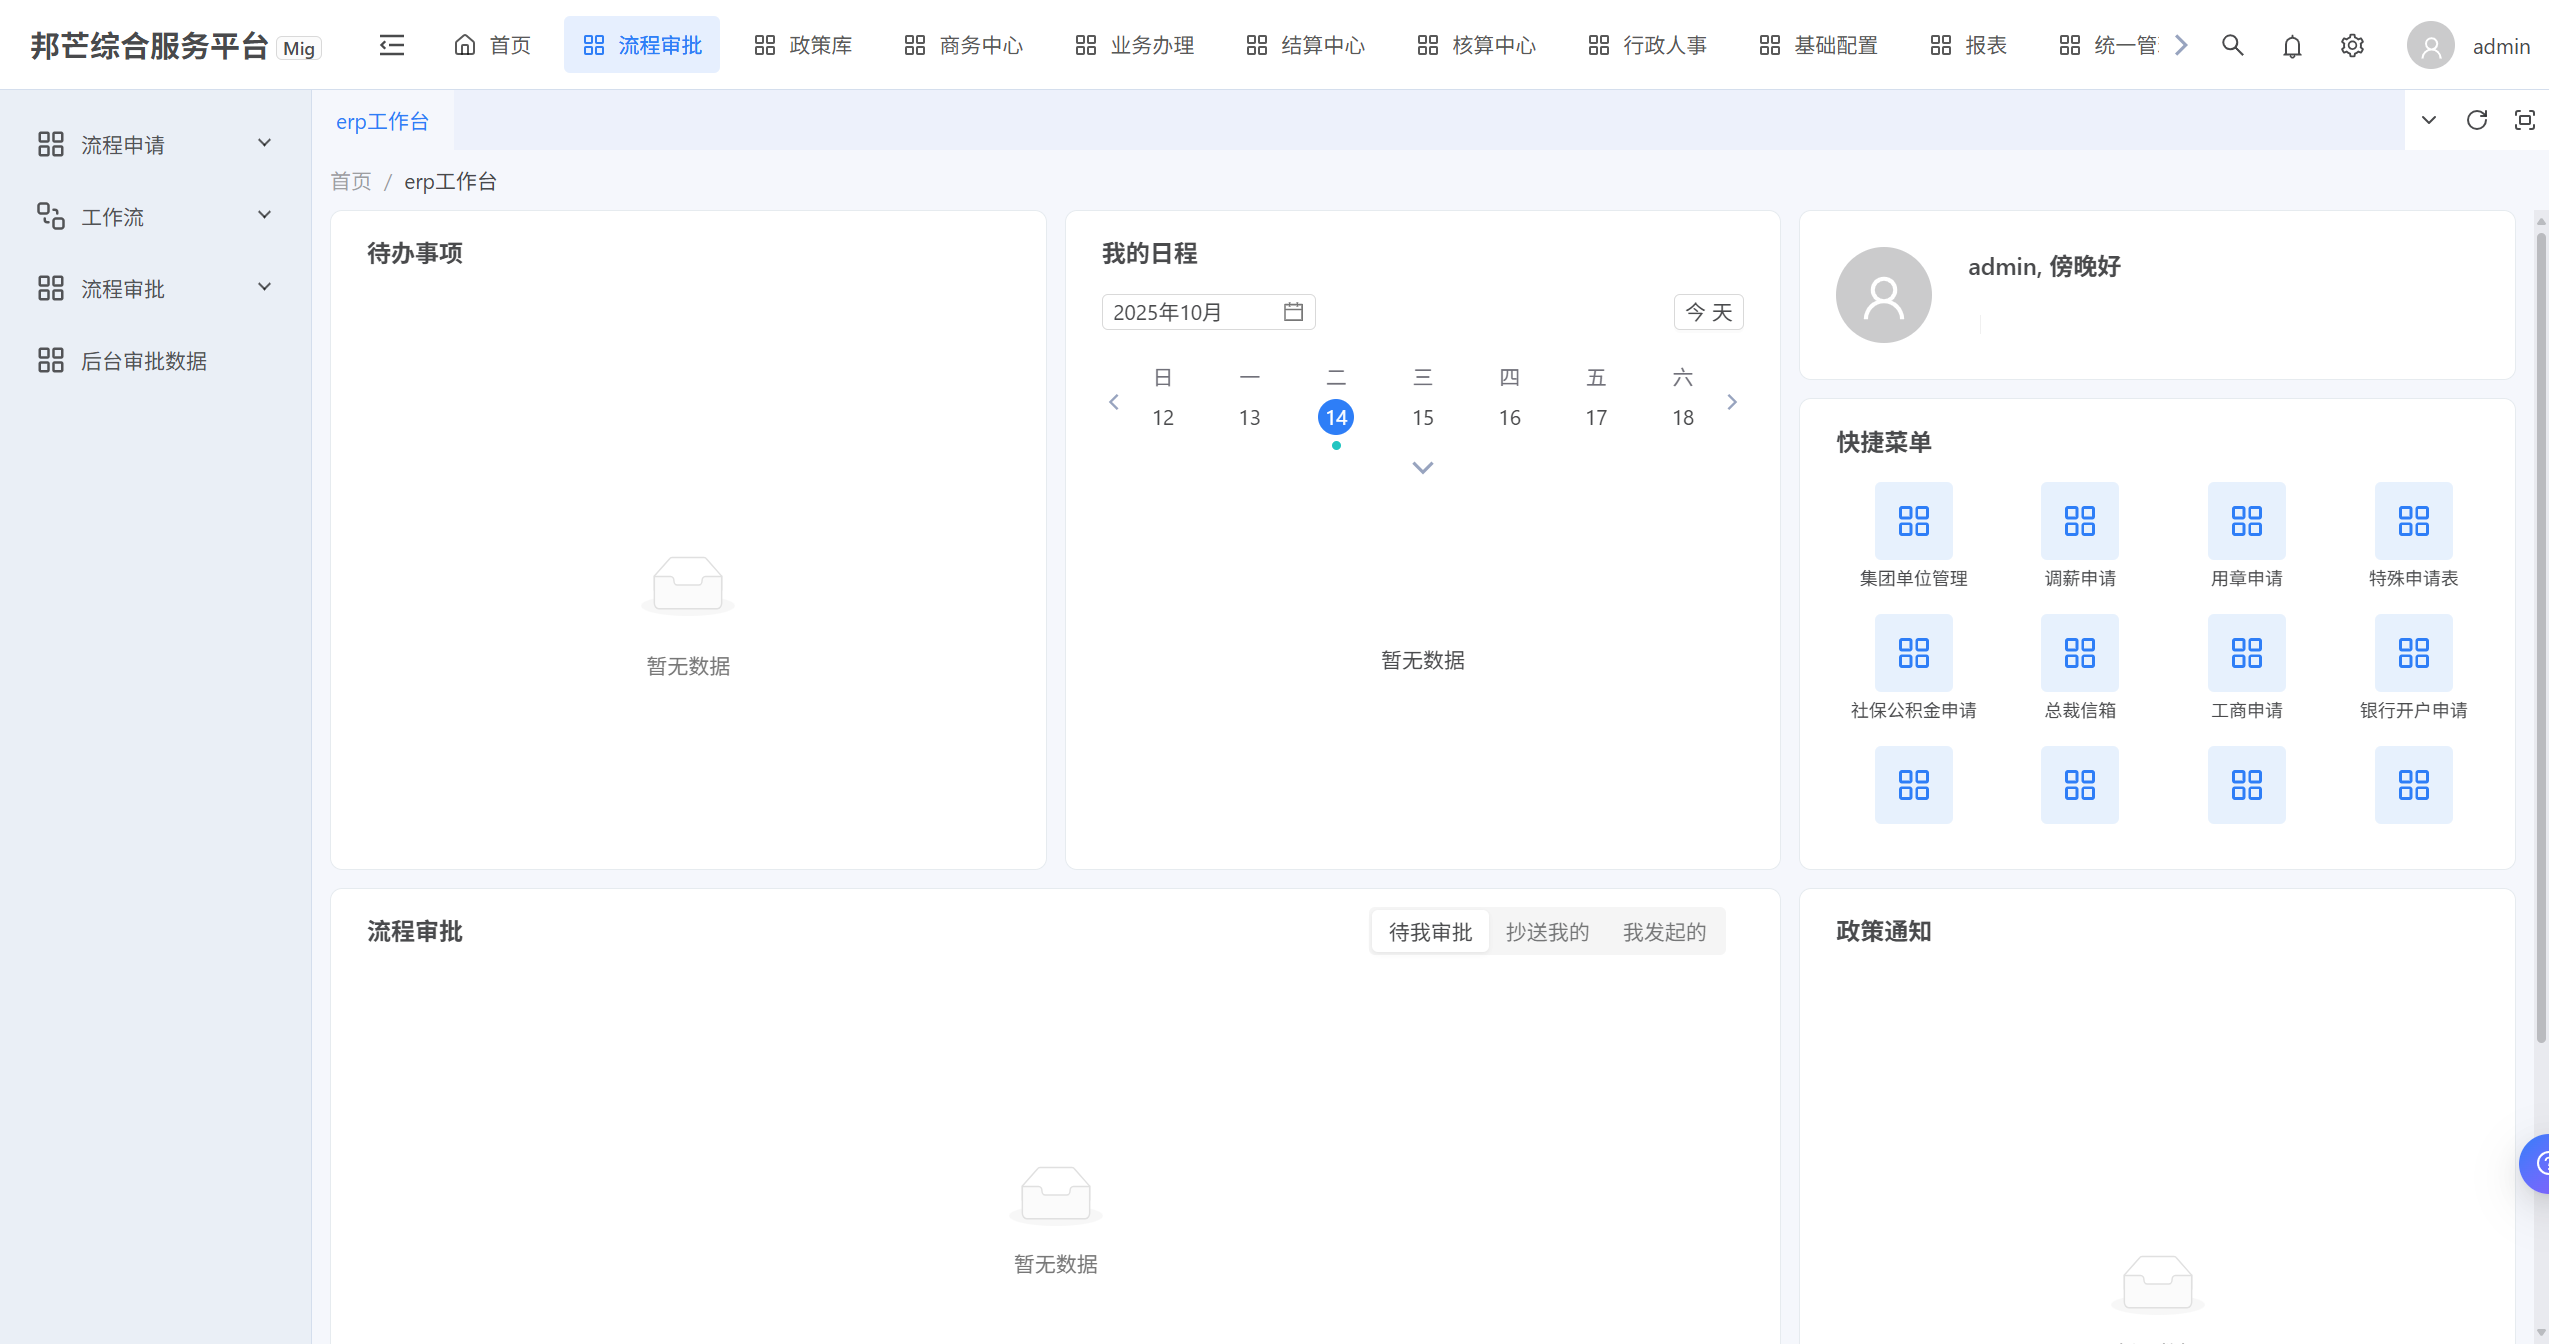 邦芒综合服务平台 Mig
首页
流程审批
政策库
商务中心
业务办理
结算中心
核算中心
行政人事
基础配置
报表
统一管
admin
流程申请
工作流
流程审批
后台审批数据
erp工作台
首页 / erp工作台
待办事项
暂无数据
我的日程
2025年10月
今 天
日 一 二 三 四 五 六
12 13 14 15 16 17 18
暂无数据
admin, 傍晚好
快捷菜单
集团单位管理 调薪申请 用章申请 特殊申请表
社保公积金申请 总裁信箱 工商申请 银行开户申请
流程审批
待我审批 抄送我的 我发起的
暂无数据
政策通知